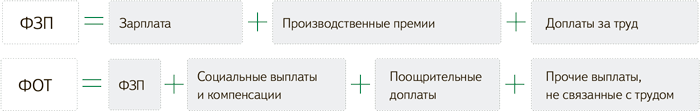 ФЗП = Зарплата + Производственные премии + Доплаты за труд
ФОТ = ФЗП + Социальные выплаты и компенсации + Поощрительные доплаты + Прочие выплаты, не связанные с трудом